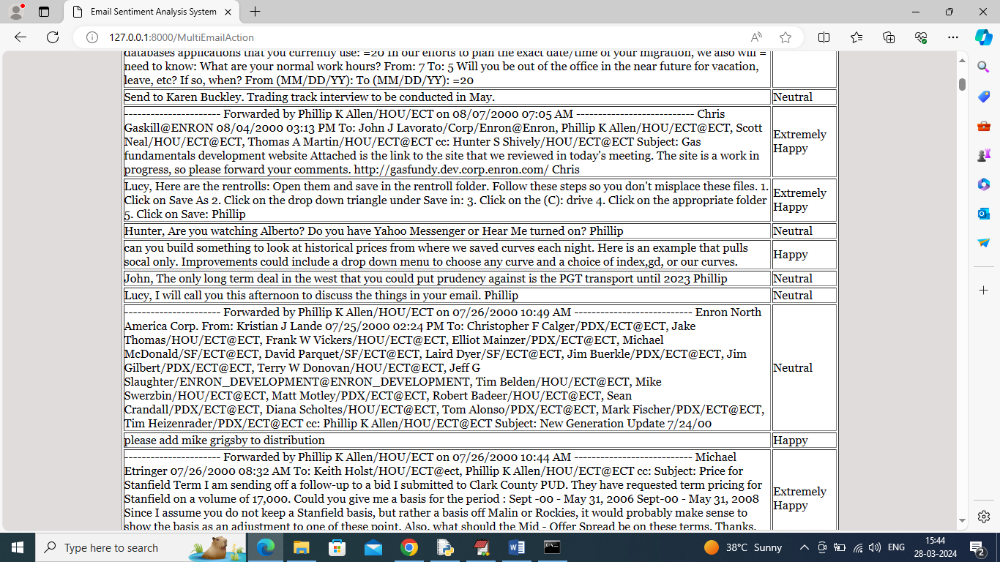 Email Sentiment Analysis System
127.0.0.1:8000/MultiEmailAction
databases applications that you currently use: =20 In our efforts to plan the exact date/time of your migration, we also will =
need to know: What are your normal work hours? From: 7 To: 5 Will you be out of the office in the near future for vacation,
leave, etc? If so, when? From (MM/DD/YY): To (MM/DD/YY): =20
Send to Karen Buckley. Trading track interview to be conducted in May.
Neutral
---------------------- Forwarded by Phillip K Allen/HOU/ECT on 08/07/2000 07:05 AM --------------------------- Chris
Gaskill@ENRON 08/04/2000 03:13 PM To: John J Lavorato/Corp/Enron@Enron, Phillip K Allen/HOU/ECT@ECT, Scott
Neal/HOU/ECT@ECT, Thomas A Martin/HOU/ECT@ECT cc: Hunter S Shively/HOU/ECT@ECT Subject: Gas
fundamentals development website Attached is the link to the site that we reviewed in today's meeting. The site is a work in
progress, so please forward your comments. http://gasfundy.dev.corp.enron.com/ Chris
Extremely
Happy
Lucy, Here are the rentrolls: Open them and save in the rentroll folder. Follow these steps so you don't misplace these files. 1.
Click on Save As 2. Click on the drop down triangle under Save in: 3. Click on the (C): drive 4. Click on the appropriate folder
5. Click on Save: Phillip
Extremely
Happy
Hunter, Are you watching Alberto? Do you have Yahoo Messenger or Hear Me turned on? Phillip
Neutral
can you build something to look at historical prices from where we saved curves each night. Here is an example that pulls
socal only. Improvements could include a drop down menu to choose any curve and a choice of index,gd, or our curves.
Happy
John, The only long term deal in the west that you could put prudency against is the PGT transport until 2023 Phillip
Neutral
Lucy, I will call you this afternoon to discuss the things in your email. Phillip
Neutral
---------------------- Forwarded by Phillip K Allen/HOU/ECT on 07/26/2000 10:49 AM --------------------------- Enron North
America Corp. From: Kristian J Lande 07/25/2000 02:24 PM To: Christopher F Calger/PDX/ECT@ECT, Jake
Thomas/HOU/ECT@ECT, Frank W Vickers/HOU/ECT@ECT, Elliot Mainzer/PDX/ECT@ECT, Michael
McDonald/SF/ECT@ECT, David Parquet/SF/ECT@ECT, Laird Dyer/SF/ECT@ECT, Jim Buerkle/PDX/ECT@ECT, Jim
Gilbert/PDX/ECT@ECT, Terry W Donovan/HOU/ECT@ECT, Jeff G
Slaughter/ENRON_DEVELOPMENT@ENRON_DEVELOPMENT, Tim Belden/HOU/ECT@ECT, Mike
Swerzbin/HOU/ECT@ECT, Matt Motley/PDX/ECT@ECT, Robert Badeer/HOU/ECT@ECT, Sean
Crandall/PDX/ECT@ECT, Diana Scholtes/HOU/ECT@ECT, Tom Alonso/PDX/ECT@ECT, Mark Fischer/PDX/ECT@ECT,
Tim Heizenrader/PDX/ECT@ECT cc: Phillip K Allen/HOU/ECT@ECT Subject: New Generation Update 7/24/00
Neutral
please add mike grigsby to distribution
Happy
---------------------- Forwarded by Phillip K Allen/HOU/ECT on 07/26/2000 10:44 AM --------------------------- Michael
Etringer 07/26/2000 08:32 AM To: Keith Holst/HOU/ECT@ect, Phillip K Allen/HOU/ECT@ECT cc: Subject: Price for
Stanfield Term I am sending off a follow-up to a bid I submitted to Clark County PUD. They have requested term pricing for
Stanfield on a volume of 17,000. Could you give me a basis for the period : Sept -00 - May 31, 2006 Sept-00 - May 31, 2008
Since I assume you do not keep a Stanfield basis, but rather a basis off Malin or Rockies, it would probably make sense to
show the basis as an adjustment to one of these point. Also, what should the Mid - Offer Spread be on these terms. Thanks,
Extremely
Happy
Type here to search
38°C Sunny
ENG
15:44
28-03-2024
2